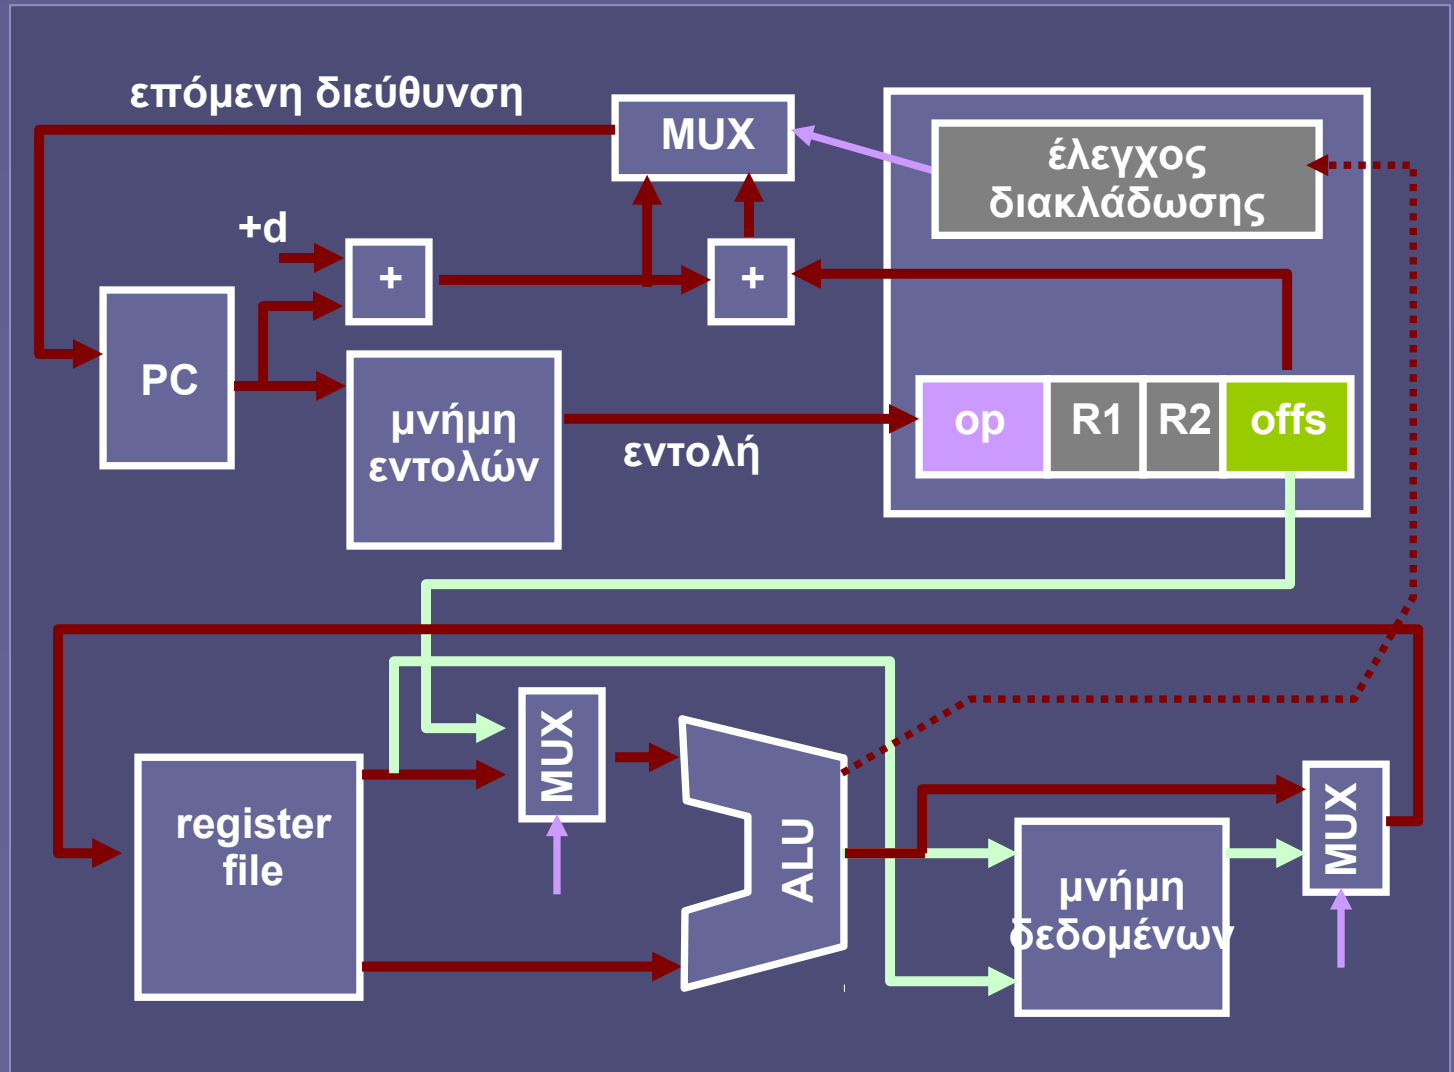 επόμενη διεύθυνση
MUX
έλεγχος
διακλάδωσης
+d
+
+
PC
μνήμη
εντολών
εντολή
op
R1
R2
offs
MUX
register
file
ALU
μνήμη
δεδομένων
MUX